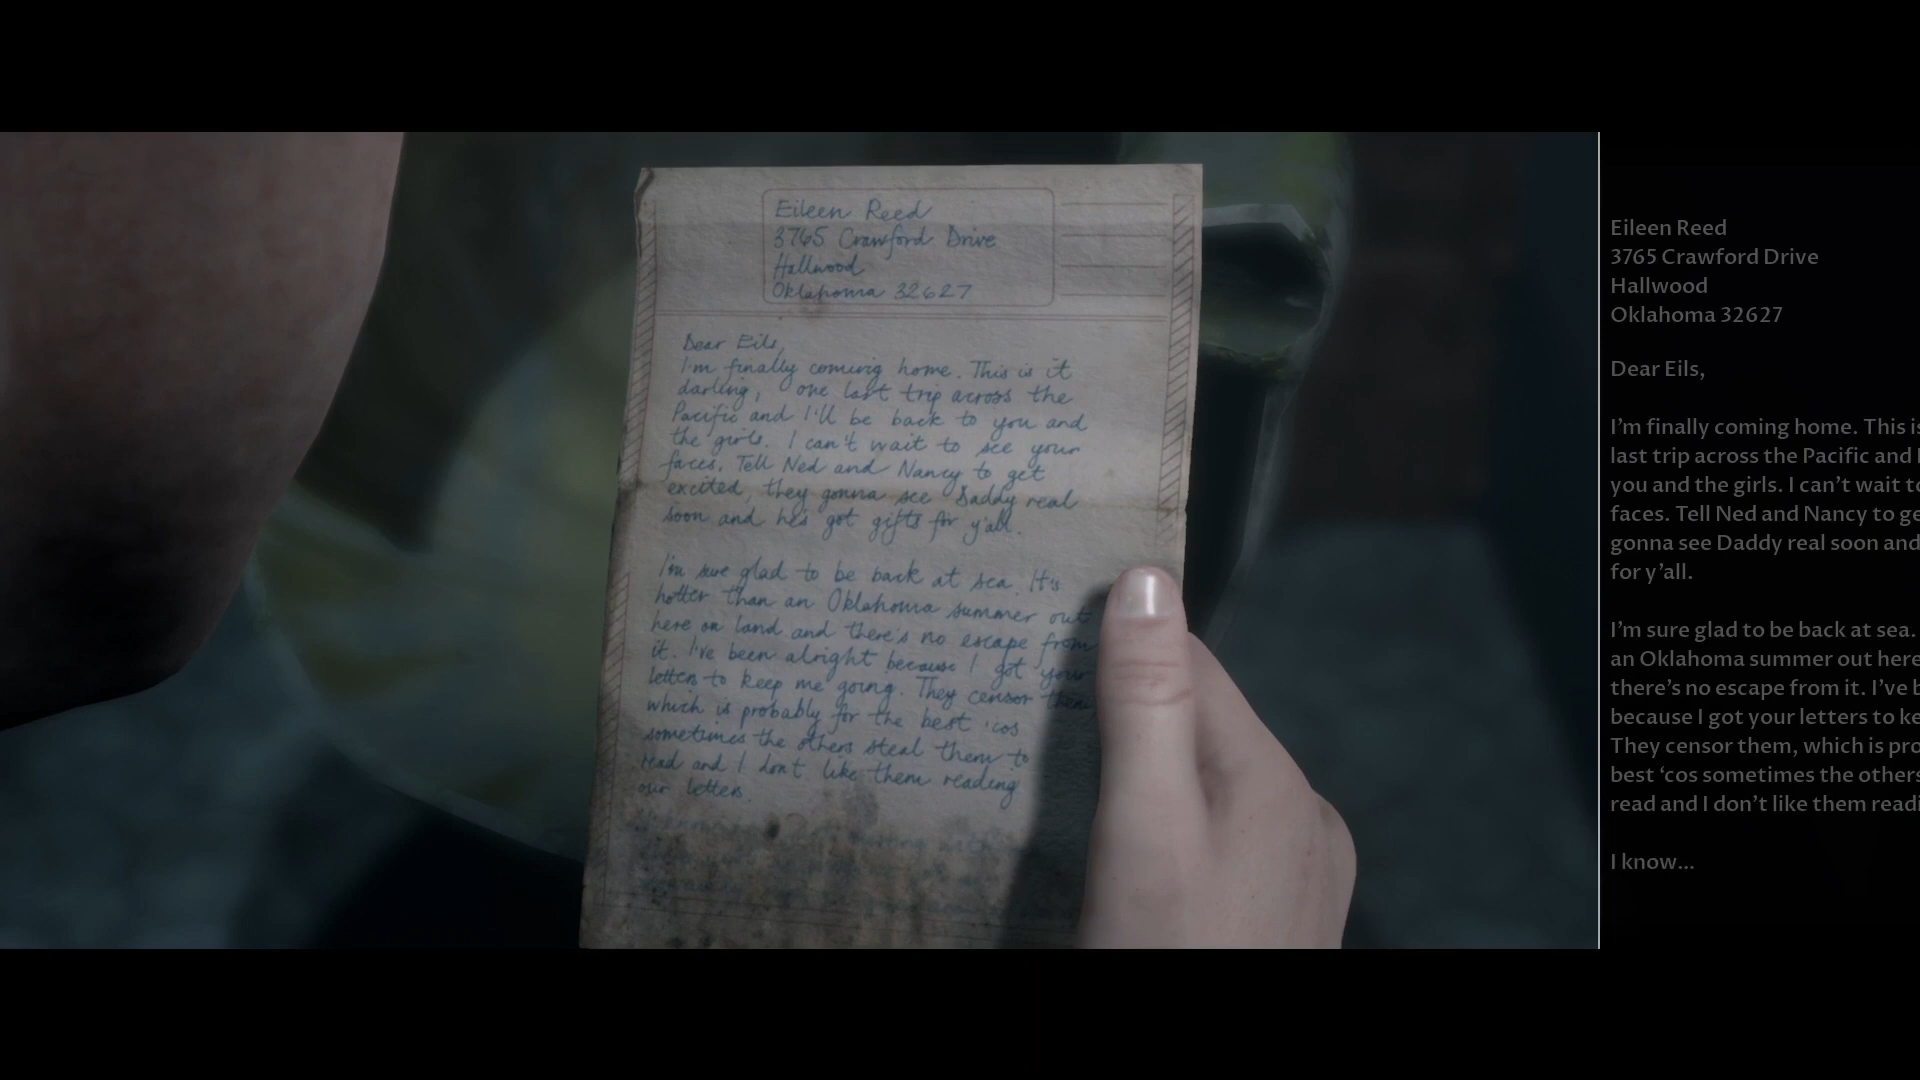 Eileen Reed
3765 Crawford Drive
Hallwood
Oklahoma 32627
Dear Eils,
I'm finally coming home. This is it
darling, one last trip across the
Pacific and I'll be back to you and
the girls. I can't wait to see your
faces. Tell Ned and Nancy to get
excited, they gonna see Daddy real
soon and he's got gifts for y'all.
I'm sure glad to be back at sea. It's
hotter than an Oklahoma summer out
here on land and there's no escape from
it. I've been alright because I got your
letters to keep me going. They censor them
which is probably for the best 'cos
sometimes the others steal them to
read and I don't like them reading
our letters.
Eileen Reed
3765 Crawford Drive
Hallwood
Oklahoma 32627
Dear Eils,
I'm finally coming home. This is
last trip across the Pacific and
you and the girls. I can't wait to
faces. Tell Ned and Nancy to ge
gonna see Daddy real soon and
for y'all.
I'm sure glad to be back at sea.
an Oklahoma summer out here
there's no escape from it. I've b
because I got your letters to ke
They censor them, which is pro
best ‘cos sometimes the others
read and I don't like them readi
I know...